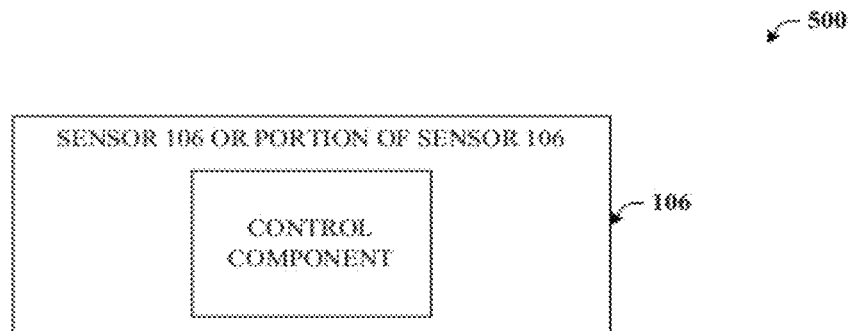 500
SENSOR 106 OR PORTION OF SENSOR 106
106
CONTROL
COMPONENT